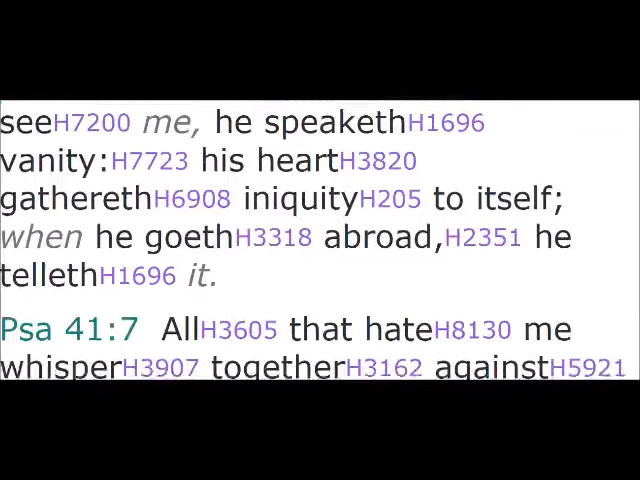 seeH7200 me, he speakethH1696
vanity:H7723 his heartH3820
gatherethH6908 iniquityH205 to itself;
when he goethH3318 abroad,H2351 he
tellethH1696 it.
Psa 41:7 AllH3605 that hateH8130 me
whisperH3907 togetherH3162 againstH5921